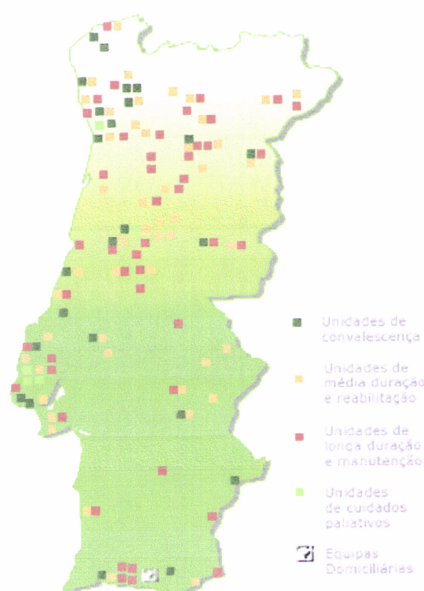 Unidades de
convalescença
Unidades de
média duração
e reabilitação
Unidades de
longa duração
e manutenção
Unidades
de cuidados
paliativos
Equipas
Domiciliárias